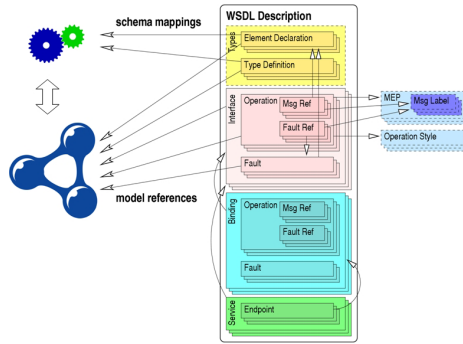 schema mappings
WSDL Description
Types
Element Declaration
Type Definition
Interface
Operation
Msg Ref
Fault Ref
Fault
MEP
Msg Label
Operation Style
model references
Binding
Operation
Msg Ref
Fault Ref
Fault
Service
Endpoint